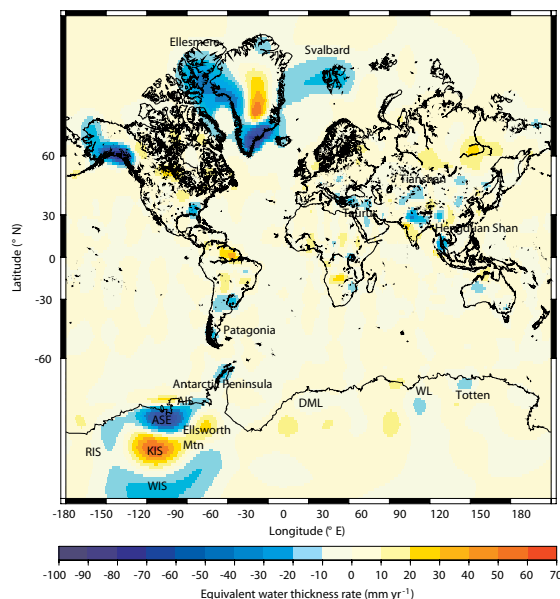 Ellesmere
Svalbard
60
Tianshan
30
Taurus
Hengduan Shan
0
Latitude (° N)
-30
Patagonia
-60
Antarctic Peninsula
AIS
DML
WL
Totten
ASE
Ellsworth
Mtn
RIS
KIS
WIS
-180 -150 -120 -90 -60 -30 0 30 60 90 120 150 180
Longitude (° E)
-100 -90 -80 -70 -60 -50 -40 -30 -20 -10 0 10 20 30 40 50 60 70
Equivalent water thickness rate (mm yr⁻¹)